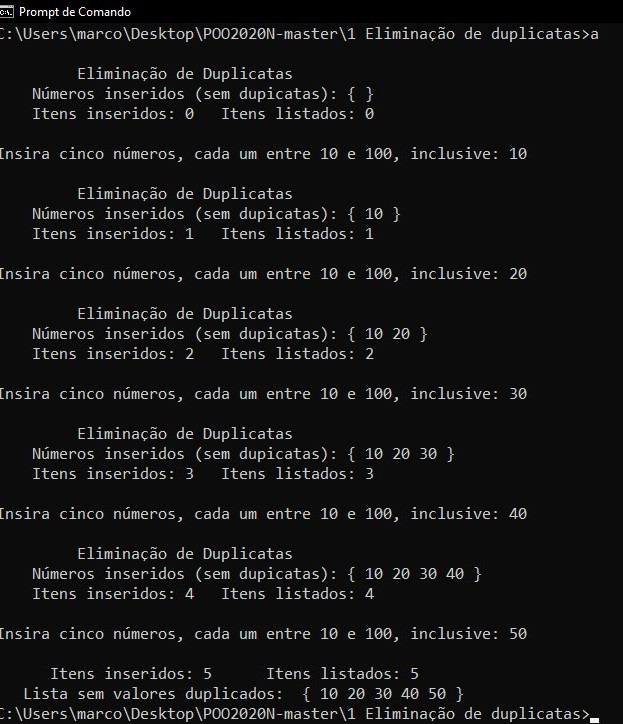 Prompt de Comando
C:\Users\marco\Desktop\POO2020N-master\1 Eliminação de duplicatas>a
Eliminação de Duplicatas
Números inseridos (sem dupicatas): { }
Itens inseridos: 0   Itens listados: 0
Insira cinco números, cada um entre 10 e 100, inclusive: 10
Eliminação de Duplicatas
Números inseridos (sem dupicatas): { 10 }
Itens inseridos: 1   Itens listados: 1
Insira cinco números, cada um entre 10 e 100, inclusive: 20
Eliminação de Duplicatas
Números inseridos (sem dupicatas): { 10 20 }
Itens inseridos: 2   Itens listados: 2
Insira cinco números, cada um entre 10 e 100, inclusive: 30
Eliminação de Duplicatas
Números inseridos (sem dupicatas): { 10 20 30 }
Itens inseridos: 3   Itens listados: 3
Insira cinco números, cada um entre 10 e 100, inclusive: 40
Eliminação de Duplicatas
Números inseridos (sem dupicatas): { 10 20 30 40 }
Itens inseridos: 4   Itens listados: 4
Insira cinco números, cada um entre 10 e 100, inclusive: 50
Itens inseridos: 5      Itens listados: 5
Lista sem valores duplicados:  { 10 20 30 40 50 }
C:\Users\marco\Desktop\POO2020N-master\1 Eliminação de duplicatas>